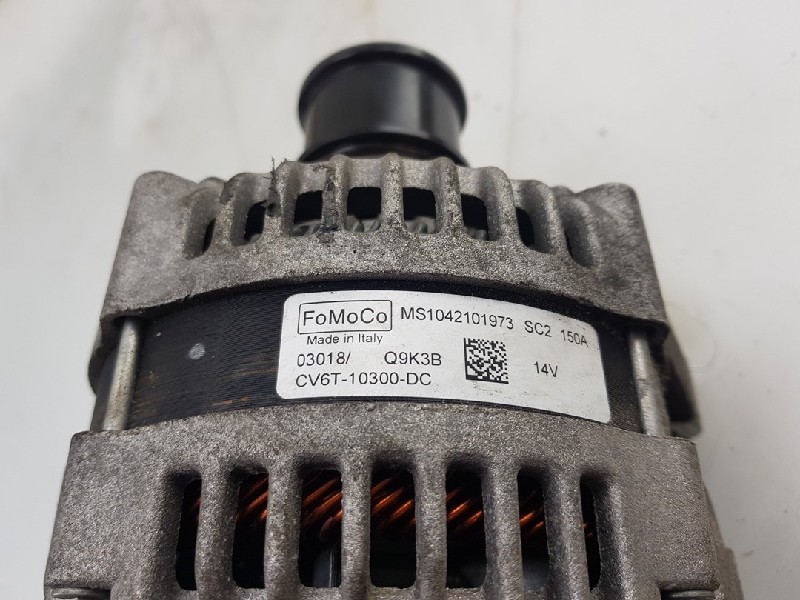 FoMoCo MS1042101973 SC2 150A
Made in Italy
03018/ Q9K3B 14V
CV6T-10300-DC